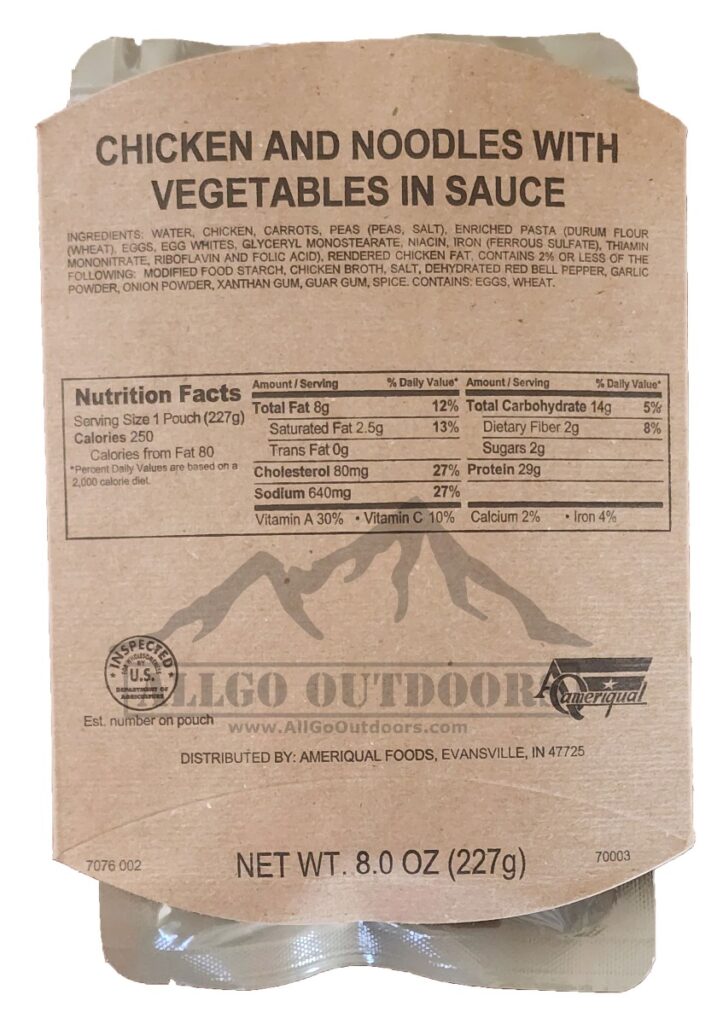 CHICKEN AND NOODLES WITH
VEGETABLES IN SAUCE
INGREDIENTS: WATER, CHICKEN, CARROTS, PEAS (PEAS, SALT), ENRICHED PASTA (DURUM FLOUR
(WHEAT), EGGS, EGG WHITES, GLYCERYL MONOSTEARATE, NIACIN, IRON (FERROUS SULFATE), THIAMIN
MONONITRATE, RIBOFLAVIN AND FOLIC ACID), RENDERED CHICKEN FAT, CONTAINS 2% OR LESS OF THE
FOLLOWING: MODIFIED FOOD STARCH, CHICKEN BROTH, SALT, DEHYDRATED RED BELL PEPPER, GARLIC
POWDER, ONION POWDER, XANTHAN GUM, GUAR GUM, SPICE. CONTAINS: EGGS, WHEAT.
Nutrition Facts
Serving Size 1 Pouch (227g)
Calories 250
Calories from Fat 80
*Percent Daily Values are based on a
2,000 calorie diet.
Amount / Serving % Daily Value*
Total Fat 8g 12%
Saturated Fat 2.5g 13%
Trans Fat 0g
Cholesterol 80mg 27%
Sodium 640mg 27%
Vitamin A 30% • Vitamin C 10%
Amount / Serving % Daily Value*
Total Carbohydrate 14g 5%
Dietary Fiber 2g 8%
Sugars 2g
Protein 29g
Calcium 2% • Iron 4%
INSPECTED
FOR WHOLESOMENESS
BY
U.S.
DEPARTMENT OF
AGRICULTURE
Est. number on pouch
ALLGO OUTDOORS
www.AllGoOutdoors.com
AQ ameriqual
DISTRIBUTED BY: AMERIQUAL FOODS, EVANSVILLE, IN 47725
7076 002
NET WT. 8.0 OZ (227g)
70003